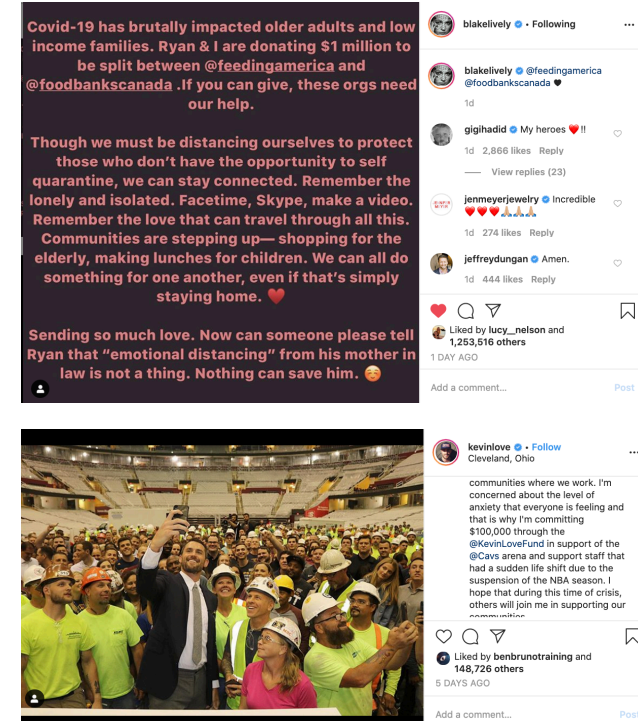 Covid-19 has brutally impacted older adults and low
income families. Ryan & I are donating $1 million to
be split between @feedingamerica and
@foodbankscanada .If you can give, these orgs need
our help.
Though we must be distancing ourselves to protect
those who don't have the opportunity to self
quarantine, we can stay connected. Remember the
lonely and isolated. Facetime, Skype, make a video.
Remember the love that can travel through all this.
Communities are stepping up— shopping for the
elderly, making lunches for children. We can all do
something for one another, even if that's simply
staying home. ❤️
Sending so much love. Now can someone please tell
Ryan that "emotional distancing" from his mother in
law is not a thing. Nothing can save him. ☺️
blakelively • Following
blakelively @feedingamerica
@foodbankscanada 🖤
1d
gigihadid My heroes ❤️!!
1d 2,866 likes Reply
View replies (23)
jenmeyerjewelry Incredible
❤️❤️❤️🙏🏼🙏🏼🙏🏼
1d 274 likes Reply
jeffreydungan Amen.
1d 444 likes Reply
Liked by lucy__nelson and
1,253,516 others
1 DAY AGO
Add a comment... Post
kevinlove • Follow
Cleveland, Ohio
communities where we work. I'm
concerned about the level of
anxiety that everyone is feeling and
that is why I'm committing
$100,000 through the
@KevinLoveFund in support of the
@Cavs arena and support staff that
had a sudden life shift due to the
suspension of the NBA season. I
hope that during this time of crisis,
others will join me in supporting our
communities.
Liked by benbrunotraining and
148,726 others
5 DAYS AGO
Add a comment... Post